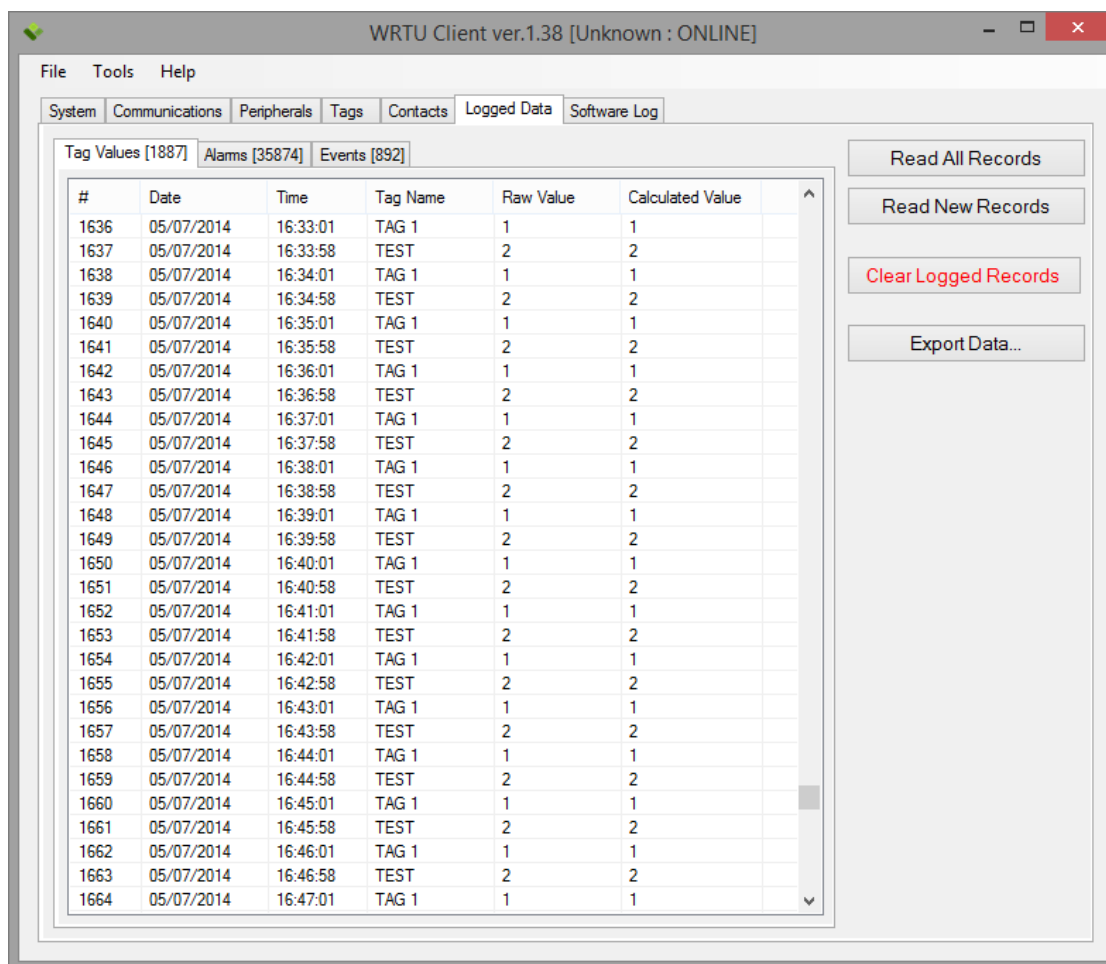 WRTU Client ver.1.38 [Unknown : ONLINE]
File Tools Help
System Communications Peripherals Tags Contacts Logged Data Software Log
Tag Values [1887] Alarms [35874] Events [892]
# Date Time Tag Name Raw Value Calculated Value
1636 05/07/2014 16:33:01 TAG 1 1 1
1637 05/07/2014 16:33:58 TEST 2 2
1638 05/07/2014 16:34:01 TAG 1 1 1
1639 05/07/2014 16:34:58 TEST 2 2
1640 05/07/2014 16:35:01 TAG 1 1 1
1641 05/07/2014 16:35:58 TEST 2 2
1642 05/07/2014 16:36:01 TAG 1 1 1
1643 05/07/2014 16:36:58 TEST 2 2
1644 05/07/2014 16:37:01 TAG 1 1 1
1645 05/07/2014 16:37:58 TEST 2 2
1646 05/07/2014 16:38:01 TAG 1 1 1
1647 05/07/2014 16:38:58 TEST 2 2
1648 05/07/2014 16:39:01 TAG 1 1 1
1649 05/07/2014 16:39:58 TEST 2 2
1650 05/07/2014 16:40:01 TAG 1 1 1
1651 05/07/2014 16:40:58 TEST 2 2
1652 05/07/2014 16:41:01 TAG 1 1 1
1653 05/07/2014 16:41:58 TEST 2 2
1654 05/07/2014 16:42:01 TAG 1 1 1
1655 05/07/2014 16:42:58 TEST 2 2
1656 05/07/2014 16:43:01 TAG 1 1 1
1657 05/07/2014 16:43:58 TEST 2 2
1658 05/07/2014 16:44:01 TAG 1 1 1
1659 05/07/2014 16:44:58 TEST 2 2
1660 05/07/2014 16:45:01 TAG 1 1 1
1661 05/07/2014 16:45:58 TEST 2 2
1662 05/07/2014 16:46:01 TAG 1 1 1
1663 05/07/2014 16:46:58 TEST 2 2
1664 05/07/2014 16:47:01 TAG 1 1 1
Read All Records
Read New Records
Clear Logged Records
Export Data...